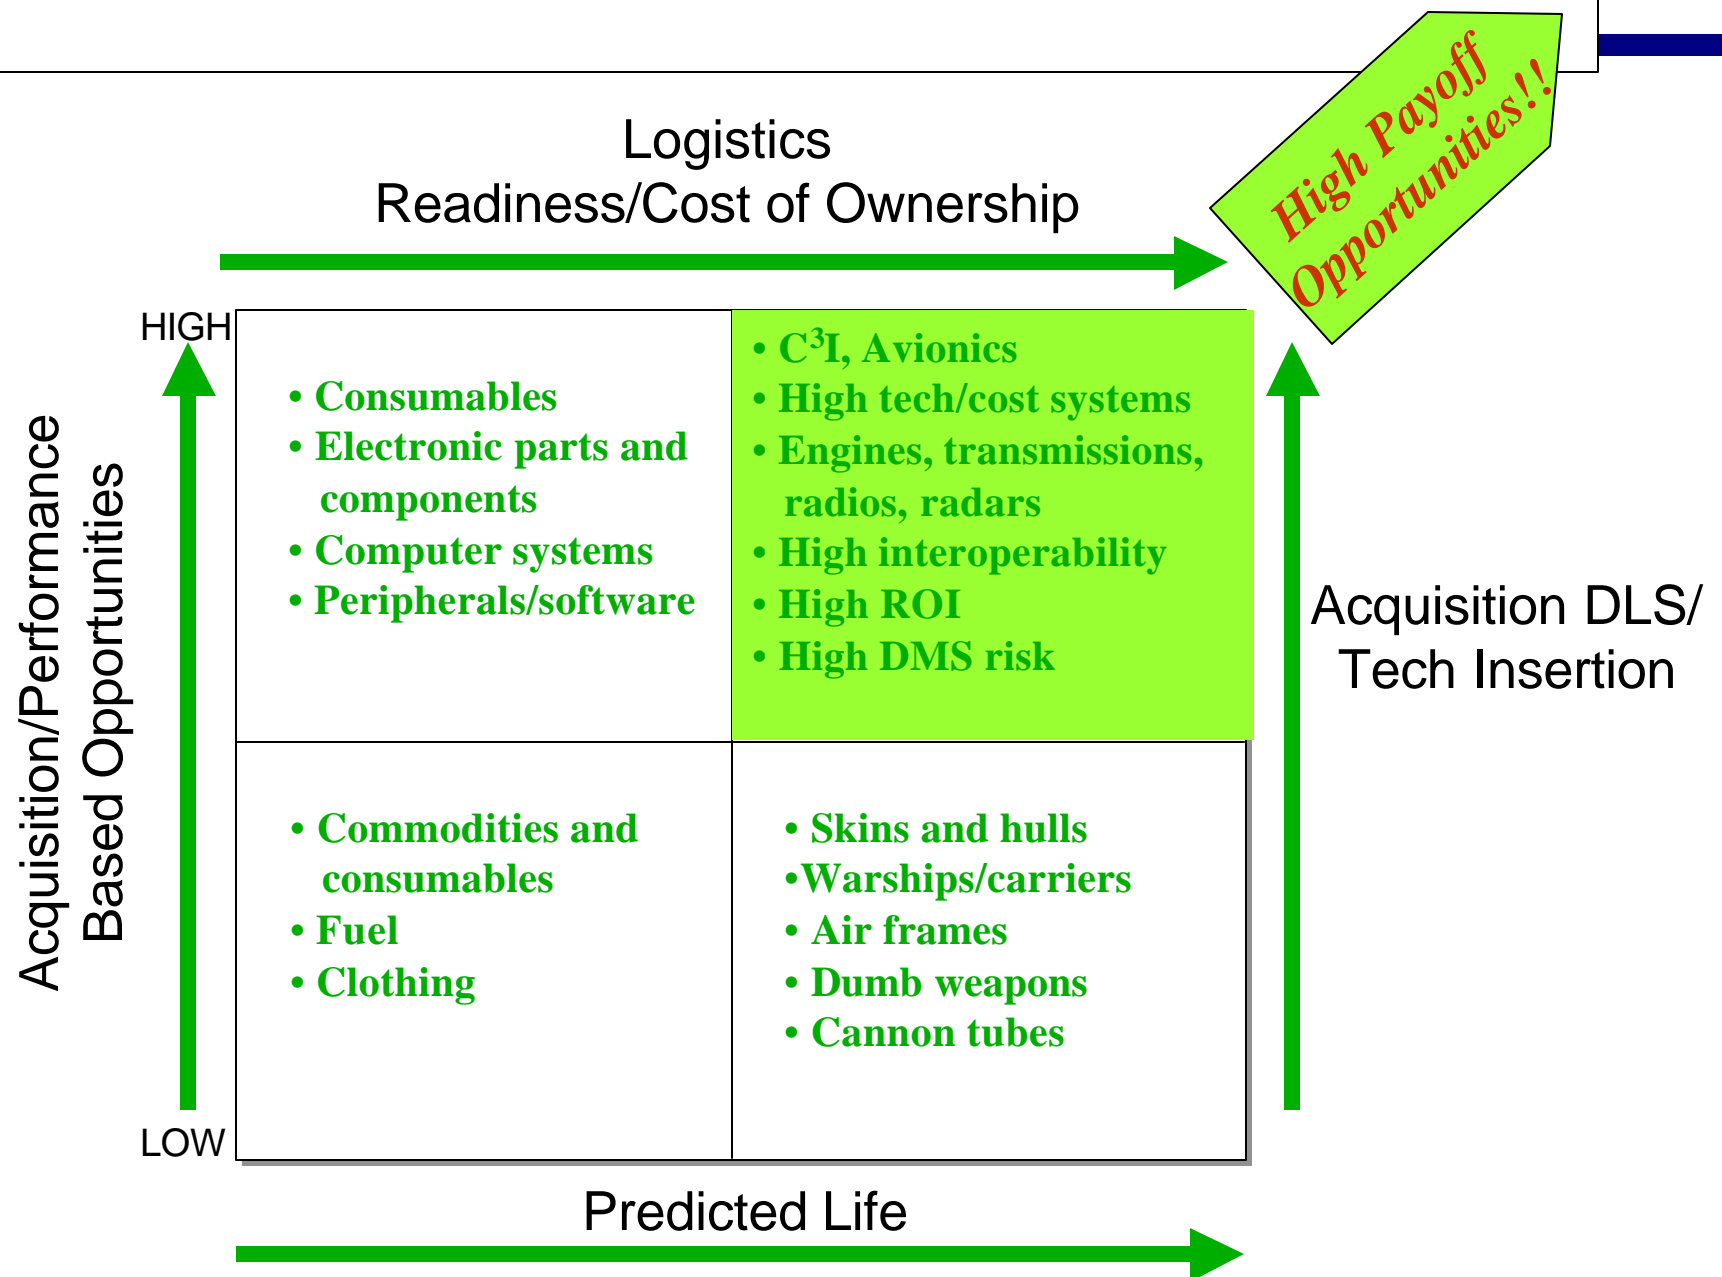 High Payoff
Opportunities!!
Logistics
Readiness/Cost of Ownership
HIGH
Acquisition/Performance
Based Opportunities
• Consumables
• Electronic parts and
components
• Computer systems
• Peripherals/software
• C³I, Avionics
• High tech/cost systems
• Engines, transmissions,
radios, radars
• High interoperability
• High ROI
• High DMS risk
Acquisition DLS/
Tech Insertion
• Commodities and
consumables
• Fuel
• Clothing
• Skins and hulls
•Warships/carriers
• Air frames
• Dumb weapons
• Cannon tubes
LOW
Predicted Life